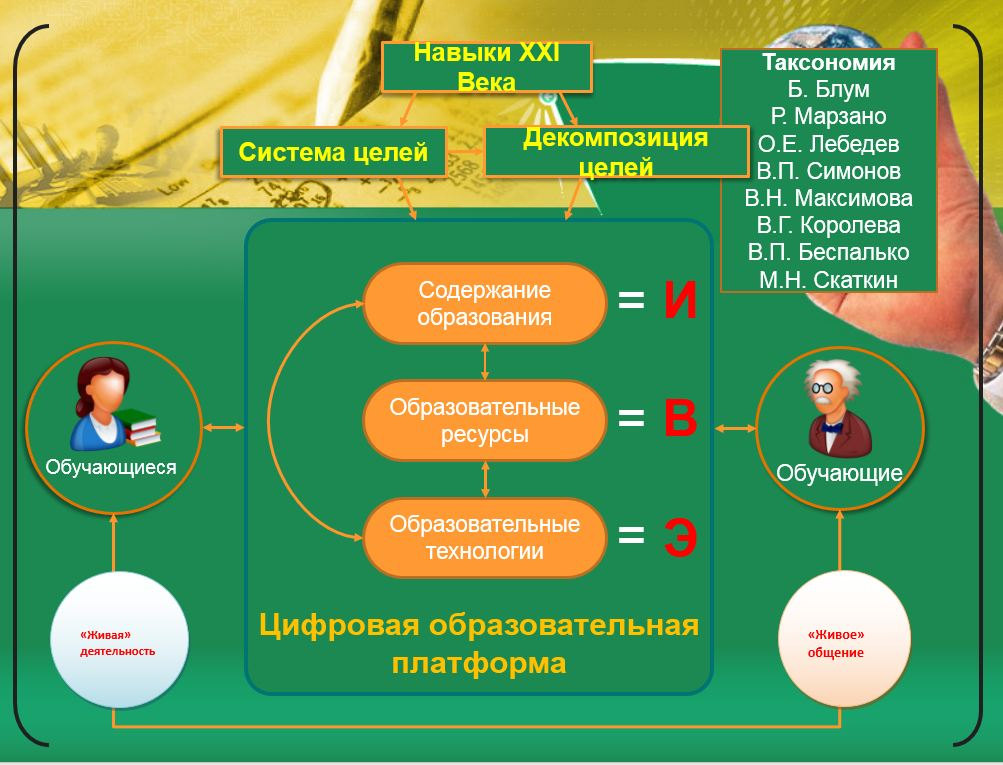 Навыки XXI
Века
Система целей
Декомпозиция
целей
Таксономия
Б. Блум
Р. Марзано
О.Е. Лебедев
В.П. Симонов
В.Н. Максимова
В.Г. Королева
В.П. Беспалько
М.Н. Скаткин
Содержание
образования
= И
Образовательные
ресурсы
= В
Образовательные
технологии
= Э
Цифровая образовательная
платформа
Обучающиеся
Обучающие
«Живая»
деятельность
«Живое»
общение